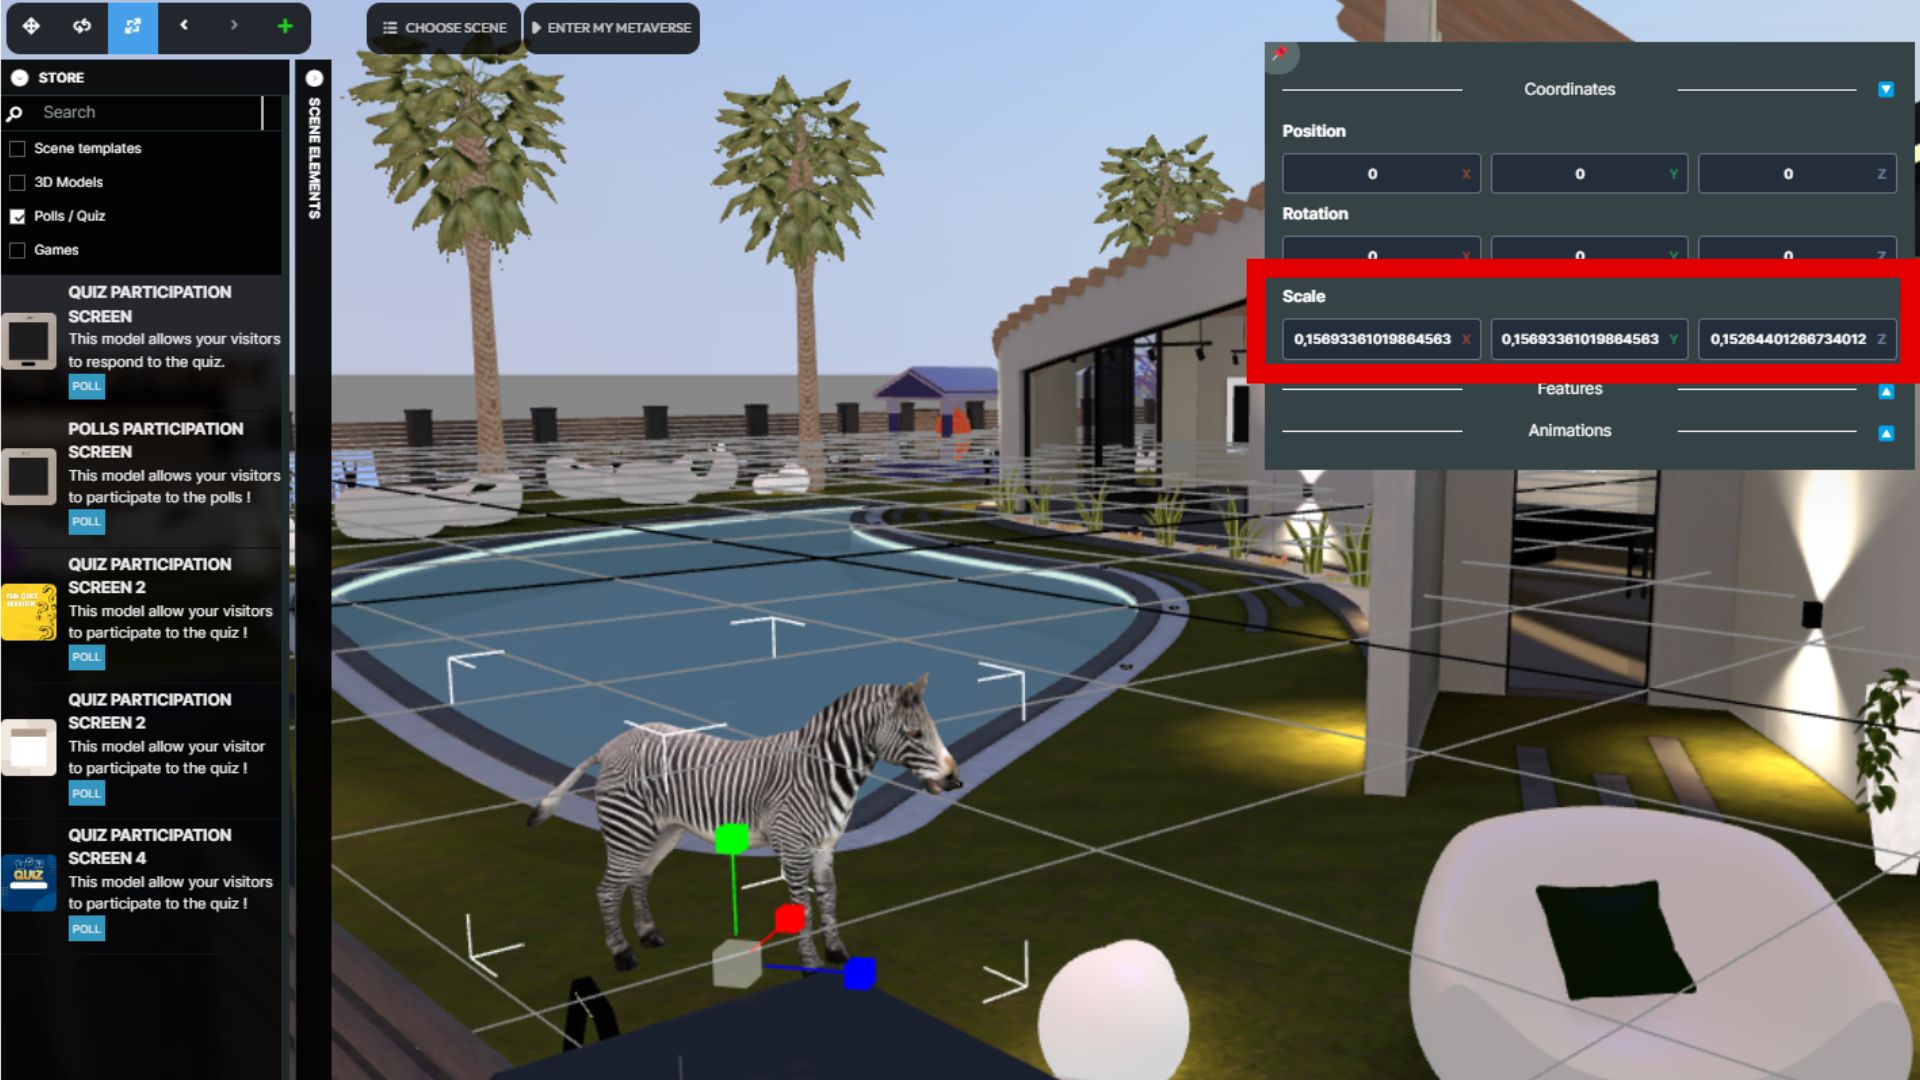 CHOOSE SCENE
ENTER MY METAVERSE
STORE
Search
Scene templates
3D Models
Polls / Quiz
Games
QUIZ PARTICIPATION
SCREEN
This model allows your visitors
to respond to the quiz.
POLL
POLLS PARTICIPATION
SCREEN
This model allows your visitors
to participate to the polls !
POLL
QUIZ PARTICIPATION
SCREEN 2
This model allow your visitors
to participate to the quiz !
POLL
QUIZ PARTICIPATION
SCREEN 2
This model allow your visitor
to participate to the quiz !
POLL
QUIZ
QUIZ PARTICIPATION
SCREEN 4
This model allow your visitors
to participate to the quiz !
POLL
SCENE ELEMENTS
Coordinates
Position
0 X 0 Y 0 Z
Rotation
0 X 0 Y 0 Z
Scale
0,15693361019864563 X 0,15693361019864563 Y 0,15264401266734012 Z
Features
Animations